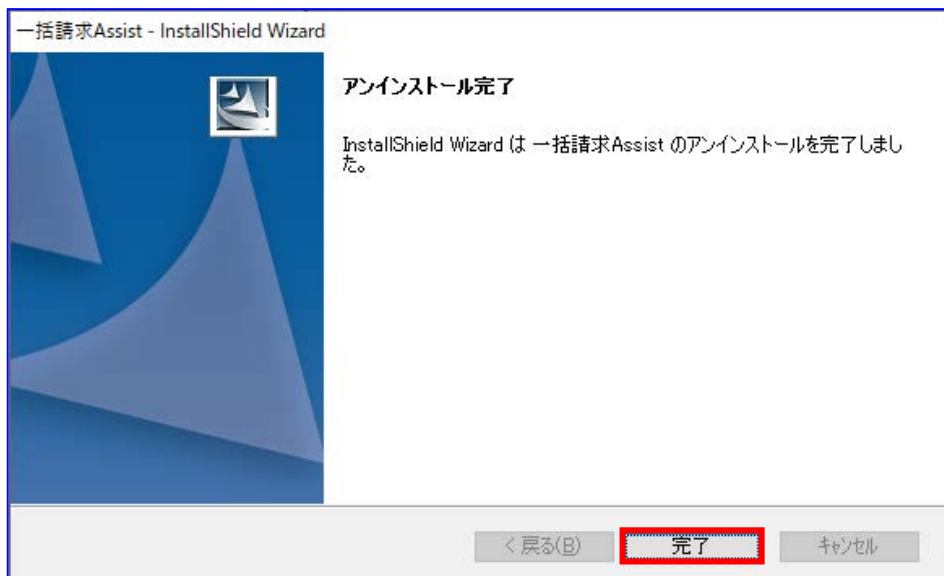 一括請求Assist - InstallShield Wizard
アンインストール完了
InstallShield Wizard は 一括請求Assist のアンインストールを完了しまし
た。
< 戻る(B)
完了
キャンセル